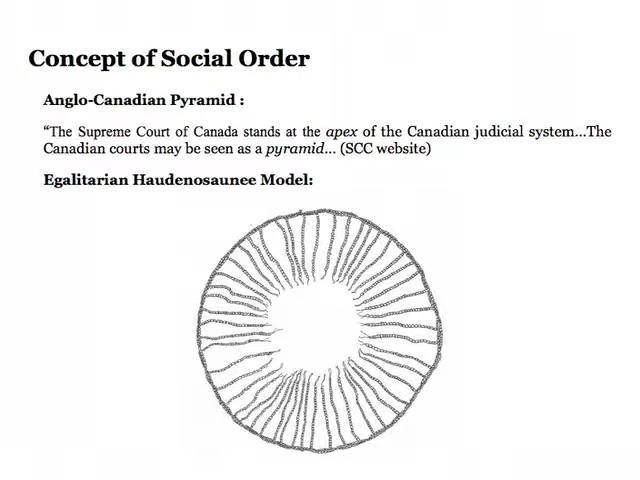 Concept of Social Order
Anglo-Canadian Pyramid :
“The Supreme Court of Canada stands at the apex of the Canadian judicial system...The
Canadian courts may be seen as a pyramid... (SCC website)
Egalitarian Haudenosaunee Model: